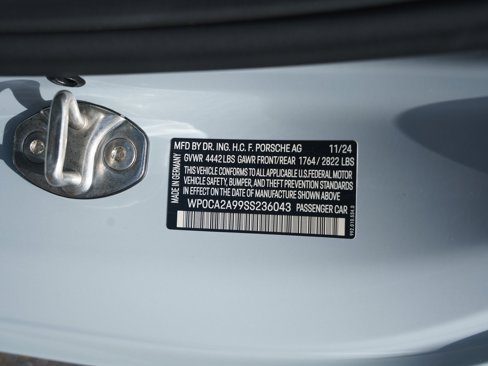 MADE IN GERMANY
MFD BY DR. ING. H.C. F. PORSCHE AG 11/24
GVWR 4442 LBS GAWR FRONT/REAR 1764/2822 LBS
THIS VEHICLE CONFORMS TO ALL APPLICABLE U.S.FEDERAL MOTOR
VEHICLE SAFETY, BUMPER, AND THEFT PREVENTION STANDARDS
IN EFFECT ON THE DATE OF MANUFACTURE SHOWN ABOVE.
WP0CA2A99SS236043 PASSENGER CAR